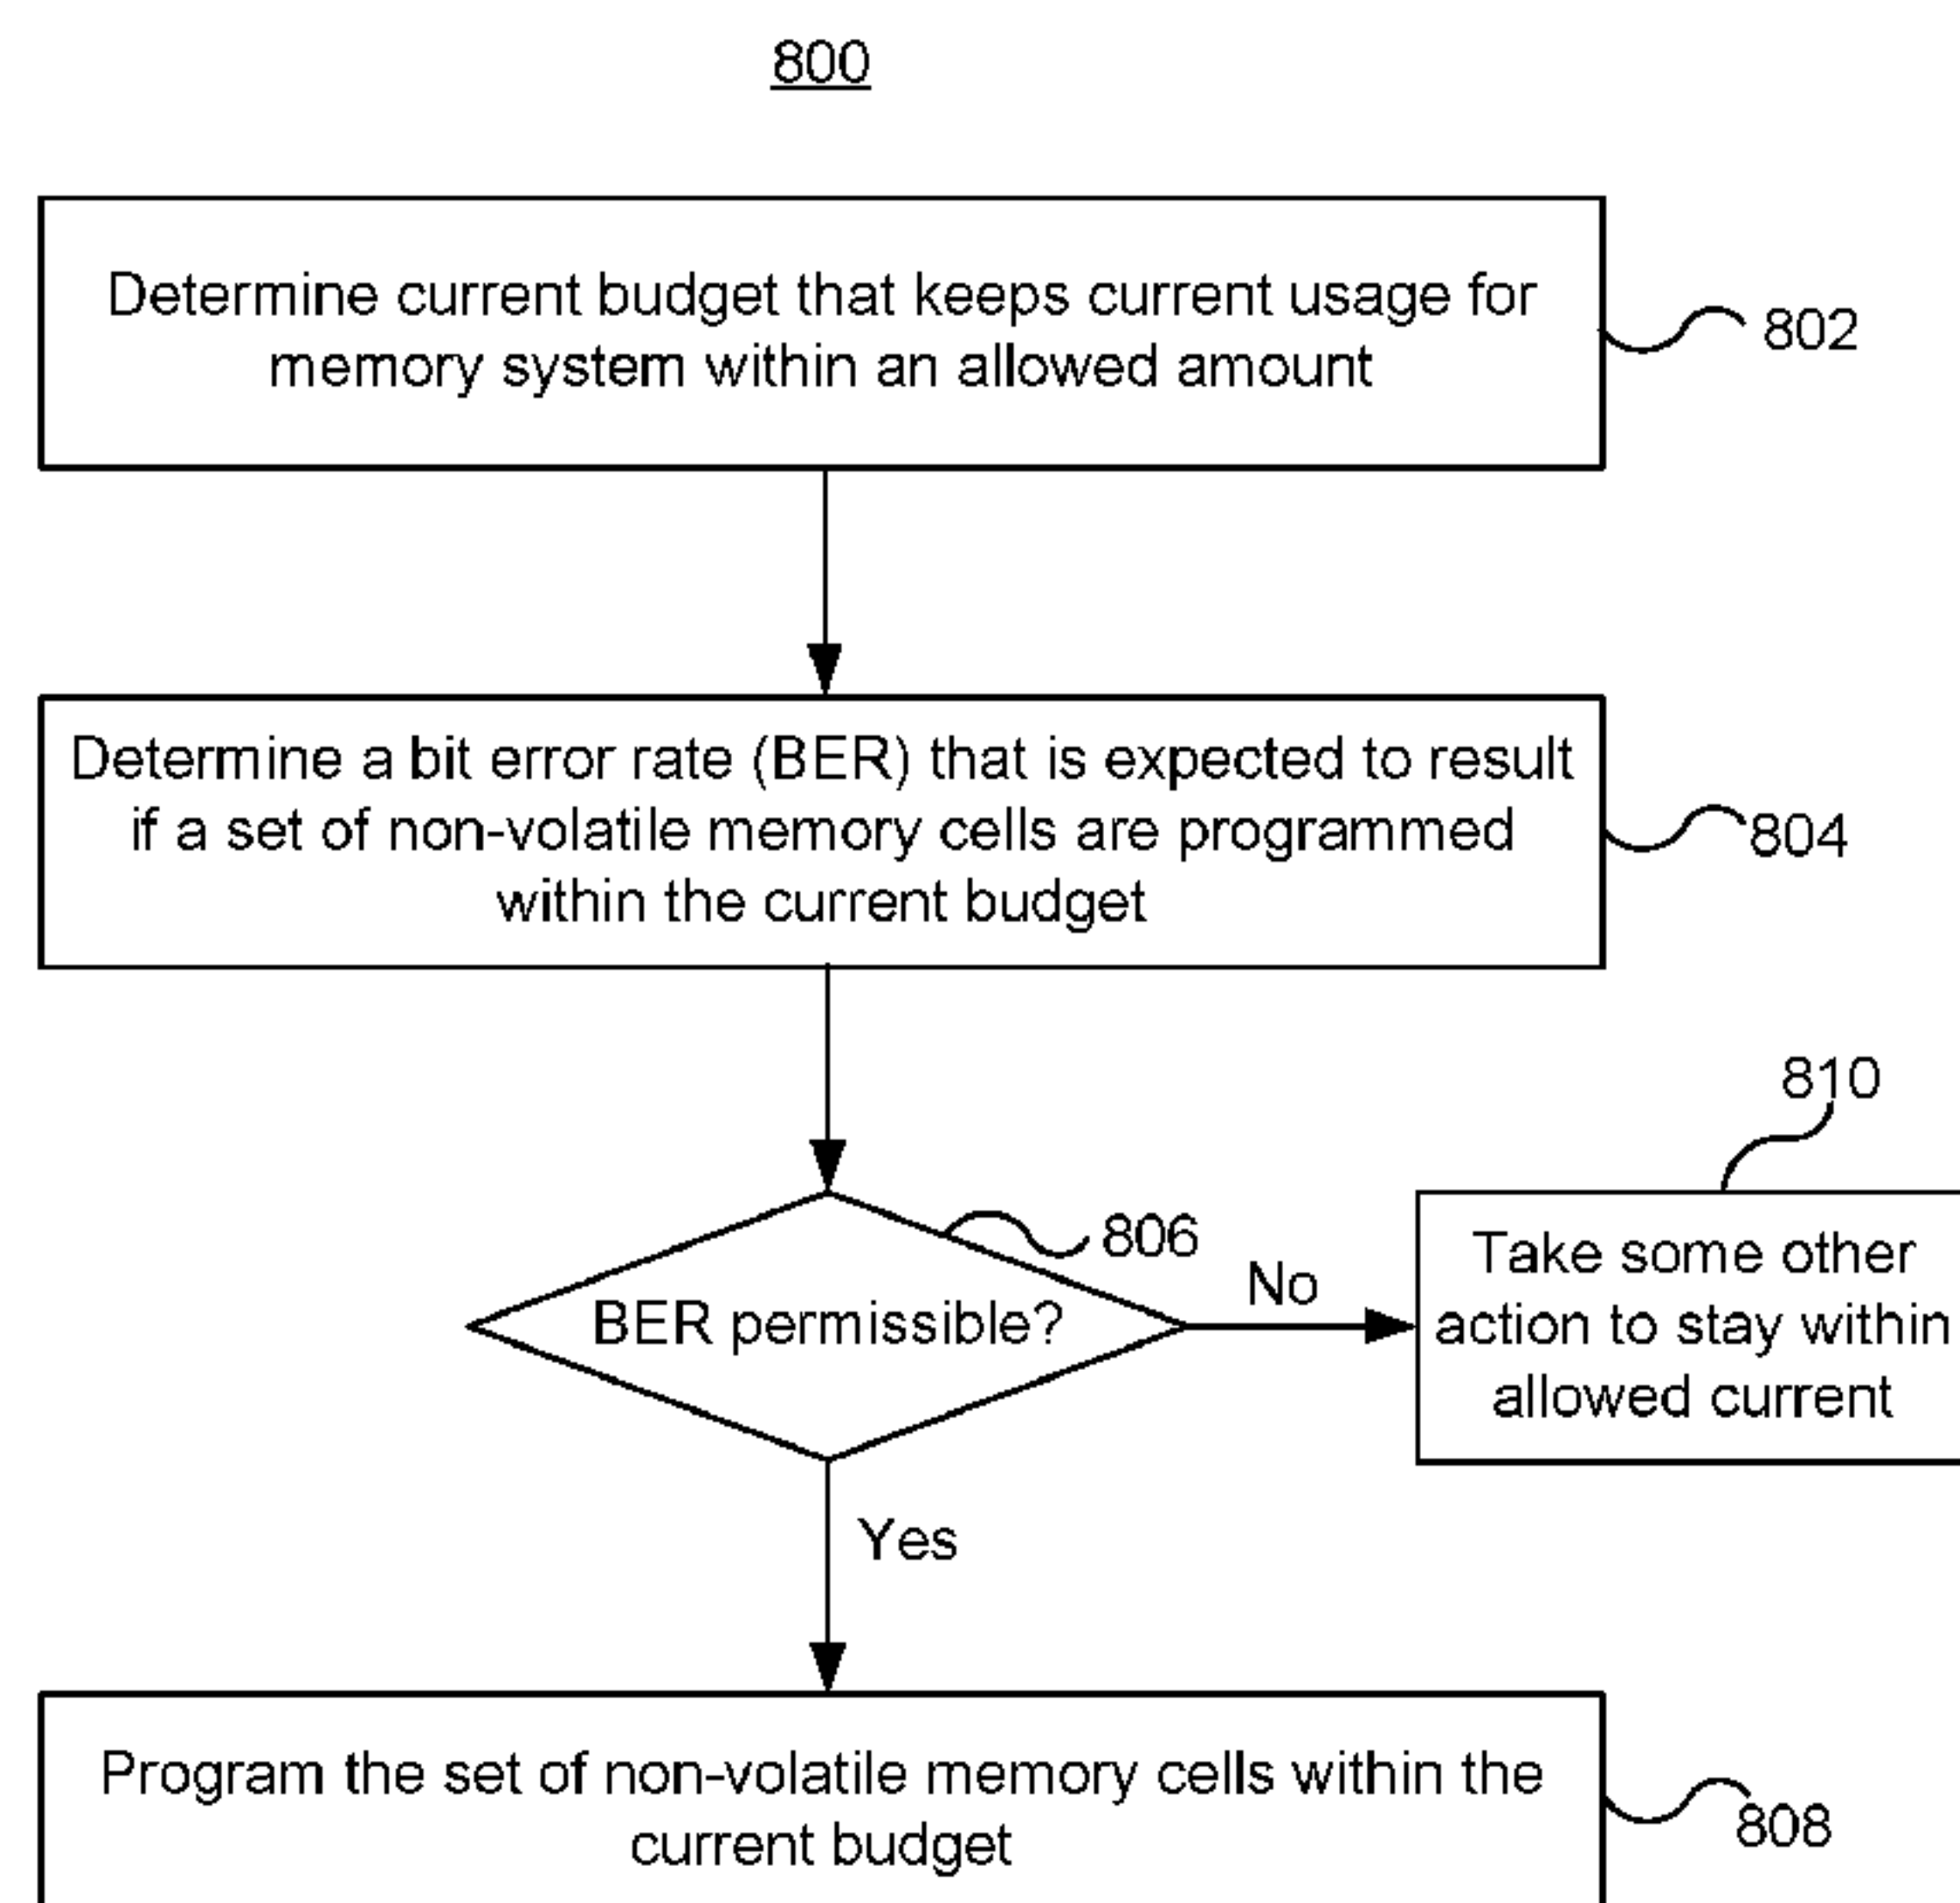 800
Determine current budget that keeps current usage for
memory system within an allowed amount
802
Determine a bit error rate (BER) that is expected to result
if a set of non-volatile memory cells are programmed
within the current budget
804
810
806
BER permissible?
No
Take some other
action to stay within
allowed current
Yes
Program the set of non-volatile memory cells within the
current budget
808